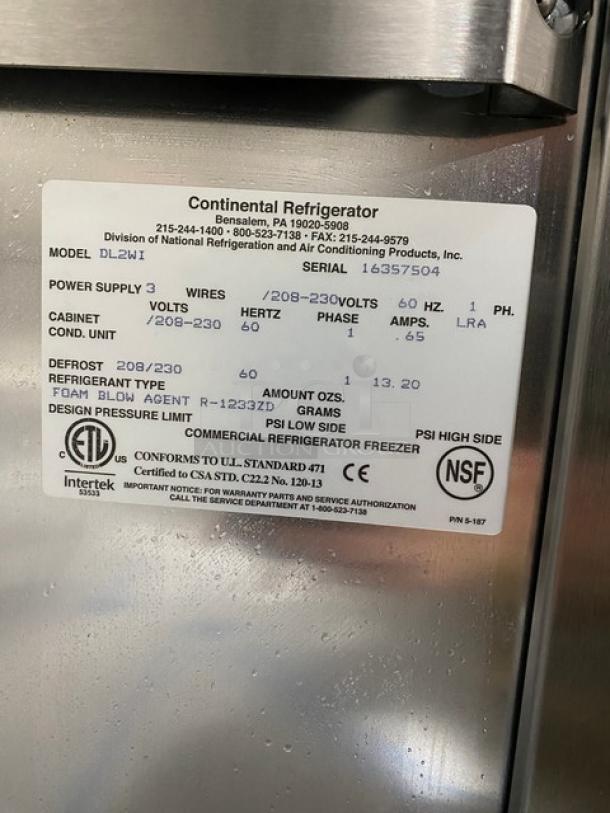 Continental Refrigerator
Bensalem, PA 19020-5908
215-244-1400 · 800-523-7138 · FAX: 215-244-9579
Division of National Refrigeration and Air Conditioning Products, Inc.
MODEL DL2WI
SERIAL 16357504
POWER SUPPLY 3 WIRES /208-230 VOLTS 60 HZ. 1 PH.
VOLTS HERTZ PHASE AMPS. LRA
CABINET /208-230 60 1 .65
COND. UNIT
DEFROST 208/230 60 1 13.20
REFRIGERANT TYPE AMOUNT OZS.
FOAM BLOW AGENT R-1233ZD GRAMS
DESIGN PRESSURE LIMIT PSI LOW SIDE PSI HIGH SIDE
COMMERCIAL REFRIGERATOR FREEZER
C ETL US
Intertek
53533
CONFORMS TO U.L. STANDARD 471
Certified to CSA STD. C22.2 No. 120-13
CE
NSF®
IMPORTANT NOTICE: FOR WARRANTY PARTS AND SERVICE AUTHORIZATION
CALL THE SERVICE DEPARTMENT AT 1-800-523-7138
P/N 5-187
AUCTION GROUP